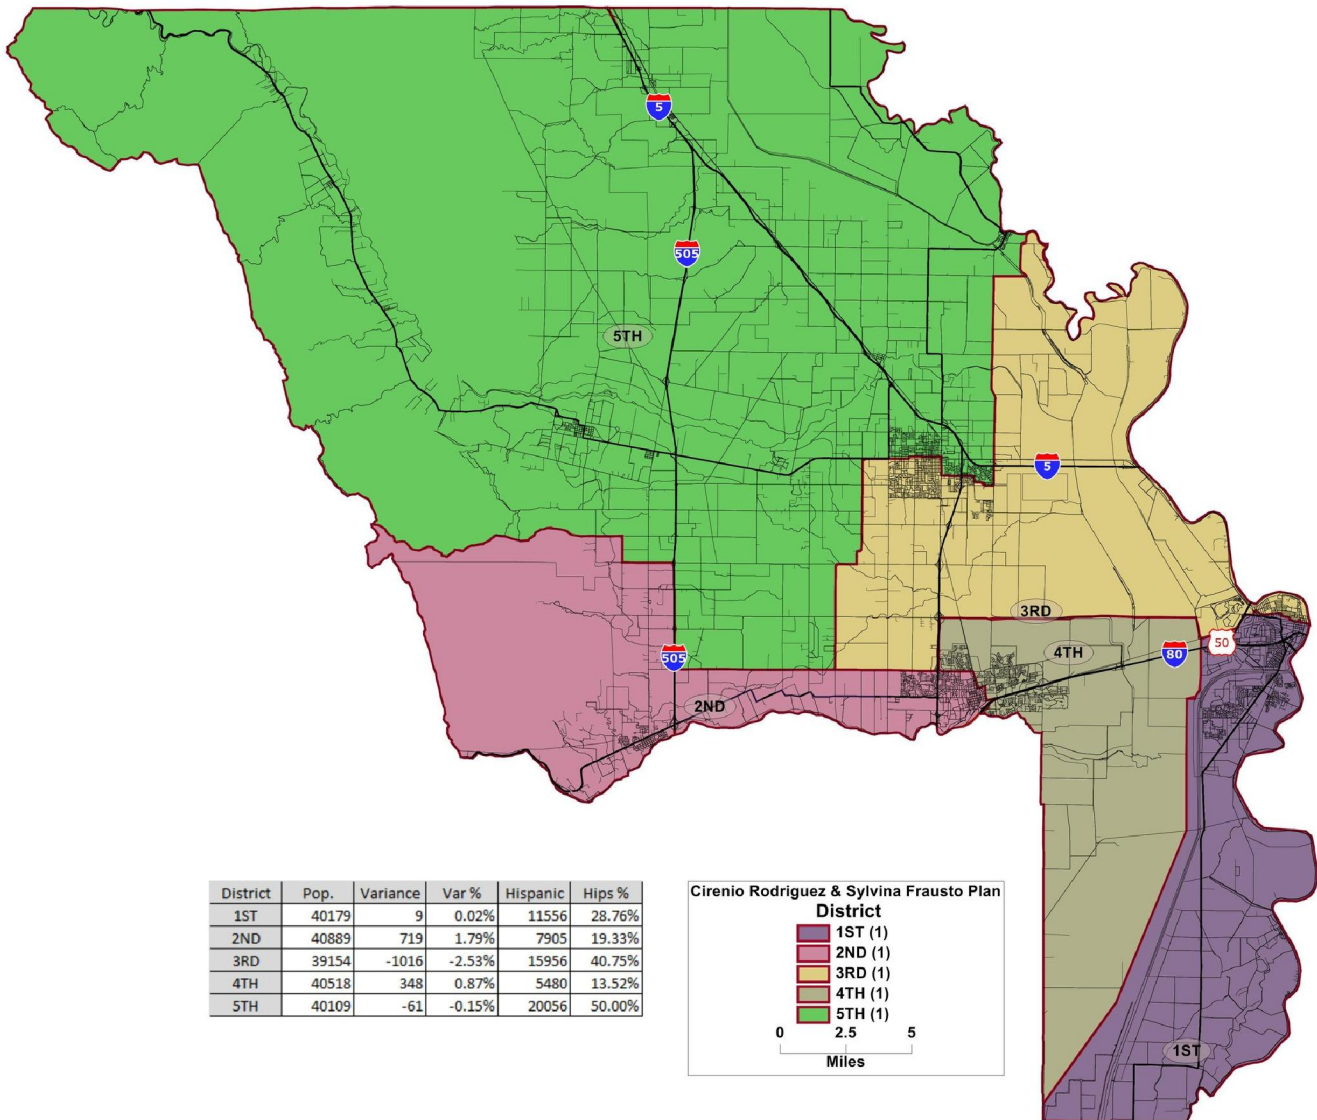 5
505
5TH
5
3RD
50
4TH
80
505
2ND
District Pop. Variance Var % Hispanic Hips %
1ST 40179 9 0.02% 11556 28.76%
2ND 40889 719 1.79% 7905 19.33%
3RD 39154 -1016 -2.53% 15956 40.75%
4TH 40518 348 0.87% 5480 13.52%
5TH 40109 -61 -0.15% 20056 50.00%
Cirenio Rodriguez & Sylvina Frausto Plan
District
1ST (1)
2ND (1)
3RD (1)
4TH (1)
5TH (1)
0 2.5 5
Miles
1ST